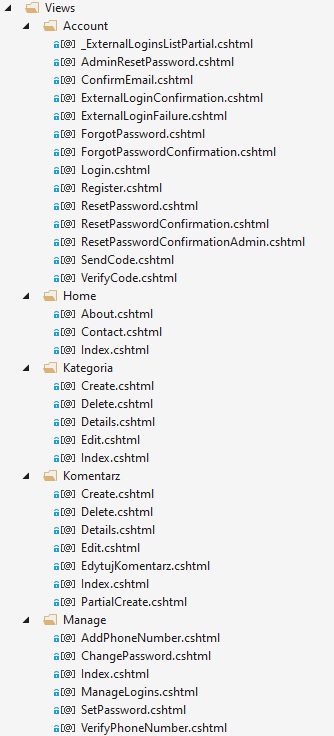 Views
Account
_ExternalLoginsListPartial.cshtml
AdminResetPassword.cshtml
ConfirmEmail.cshtml
ExternalLoginConfirmation.cshtml
ExternalLoginFailure.cshtml
ForgotPassword.cshtml
ForgotPasswordConfirmation.cshtml
Login.cshtml
Register.cshtml
ResetPassword.cshtml
ResetPasswordConfirmation.cshtml
ResetPasswordConfirmationAdmin.cshtml
SendCode.cshtml
VerifyCode.cshtml
Home
About.cshtml
Contact.cshtml
Index.cshtml
Kategoria
Create.cshtml
Delete.cshtml
Details.cshtml
Edit.cshtml
Index.cshtml
Komentarz
Create.cshtml
Delete.cshtml
Details.cshtml
Edit.cshtml
EdytujKomentarz.cshtml
Index.cshtml
PartialCreate.cshtml
Manage
AddPhoneNumber.cshtml
ChangePassword.cshtml
Index.cshtml
ManageLogins.cshtml
SetPassword.cshtml
VerifyPhoneNumber.cshtml